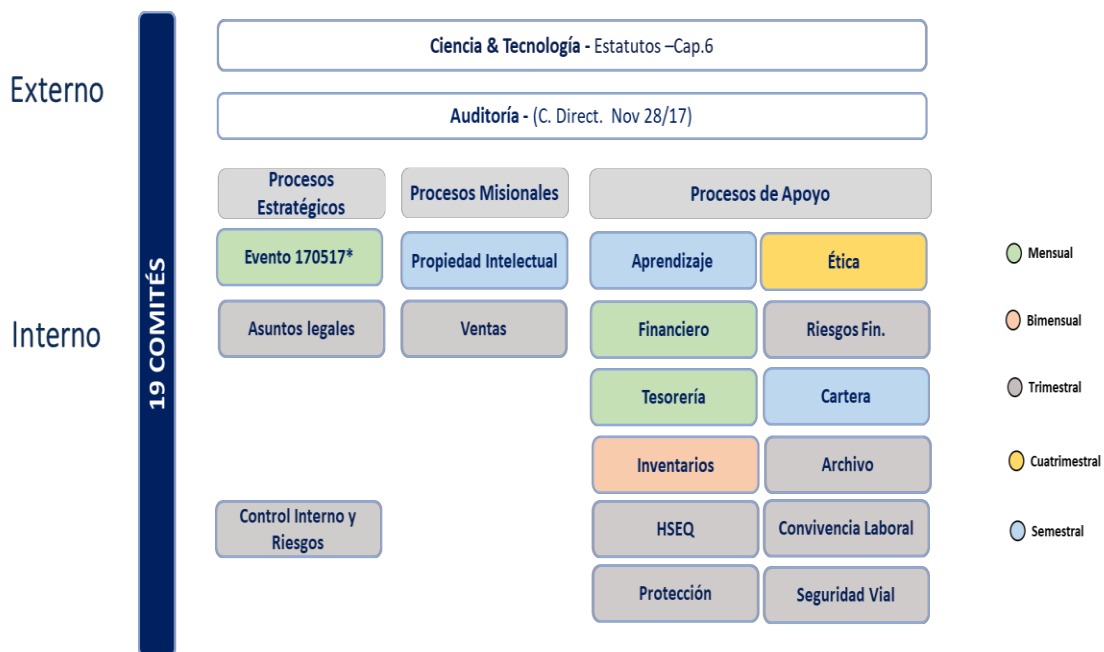 Externo
Interno
19 COMITÉS
Ciencia & Tecnología - Estatutos –Cap.6
Auditoría - (C. Direct. Nov 28/17)
Procesos
Estratégicos
Procesos Misionales
Procesos de Apoyo
Evento 170517*
Propiedad Intelectual
Aprendizaje
Ética
Asuntos legales
Ventas
Financiero
Riesgos Fin.
Tesorería
Cartera
Inventarios
Archivo
Control Interno y
Riesgos
HSEQ
Convivencia Laboral
Protección
Seguridad Vial
Mensual
Bimensual
Trimestral
Cuatrimestral
Semestral